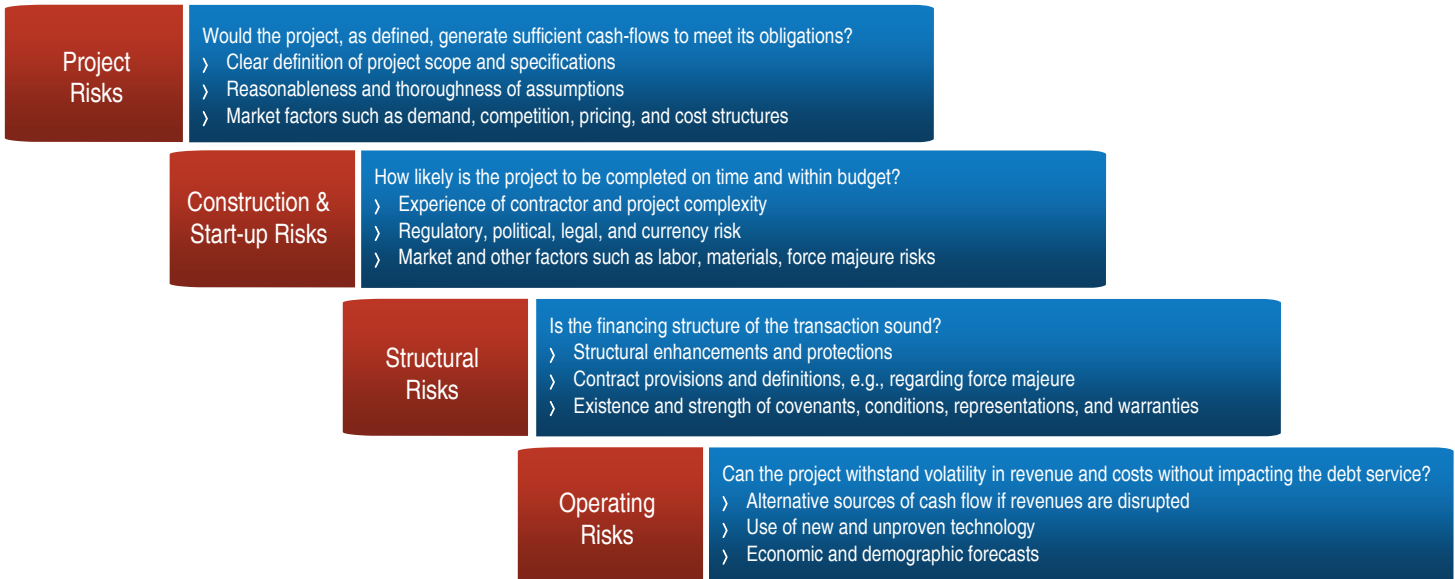 Project
Risks
Would the project, as defined, generate sufficient cash-flows to meet its obligations?
› Clear definition of project scope and specifications
› Reasonableness and thoroughness of assumptions
› Market factors such as demand, competition, pricing, and cost structures
Construction &
Start-up Risks
How likely is the project to be completed on time and within budget?
› Experience of contractor and project complexity
› Regulatory, political, legal, and currency risk
› Market and other factors such as labor, materials, force majeure risks
Structural
Risks
Is the financing structure of the transaction sound?
› Structural enhancements and protections
› Contract provisions and definitions, e.g., regarding force majeure
› Existence and strength of covenants, conditions, representations, and warranties
Operating
Risks
Can the project withstand volatility in revenue and costs without impacting the debt service?
› Alternative sources of cash flow if revenues are disrupted
› Use of new and unproven technology
› Economic and demographic forecasts